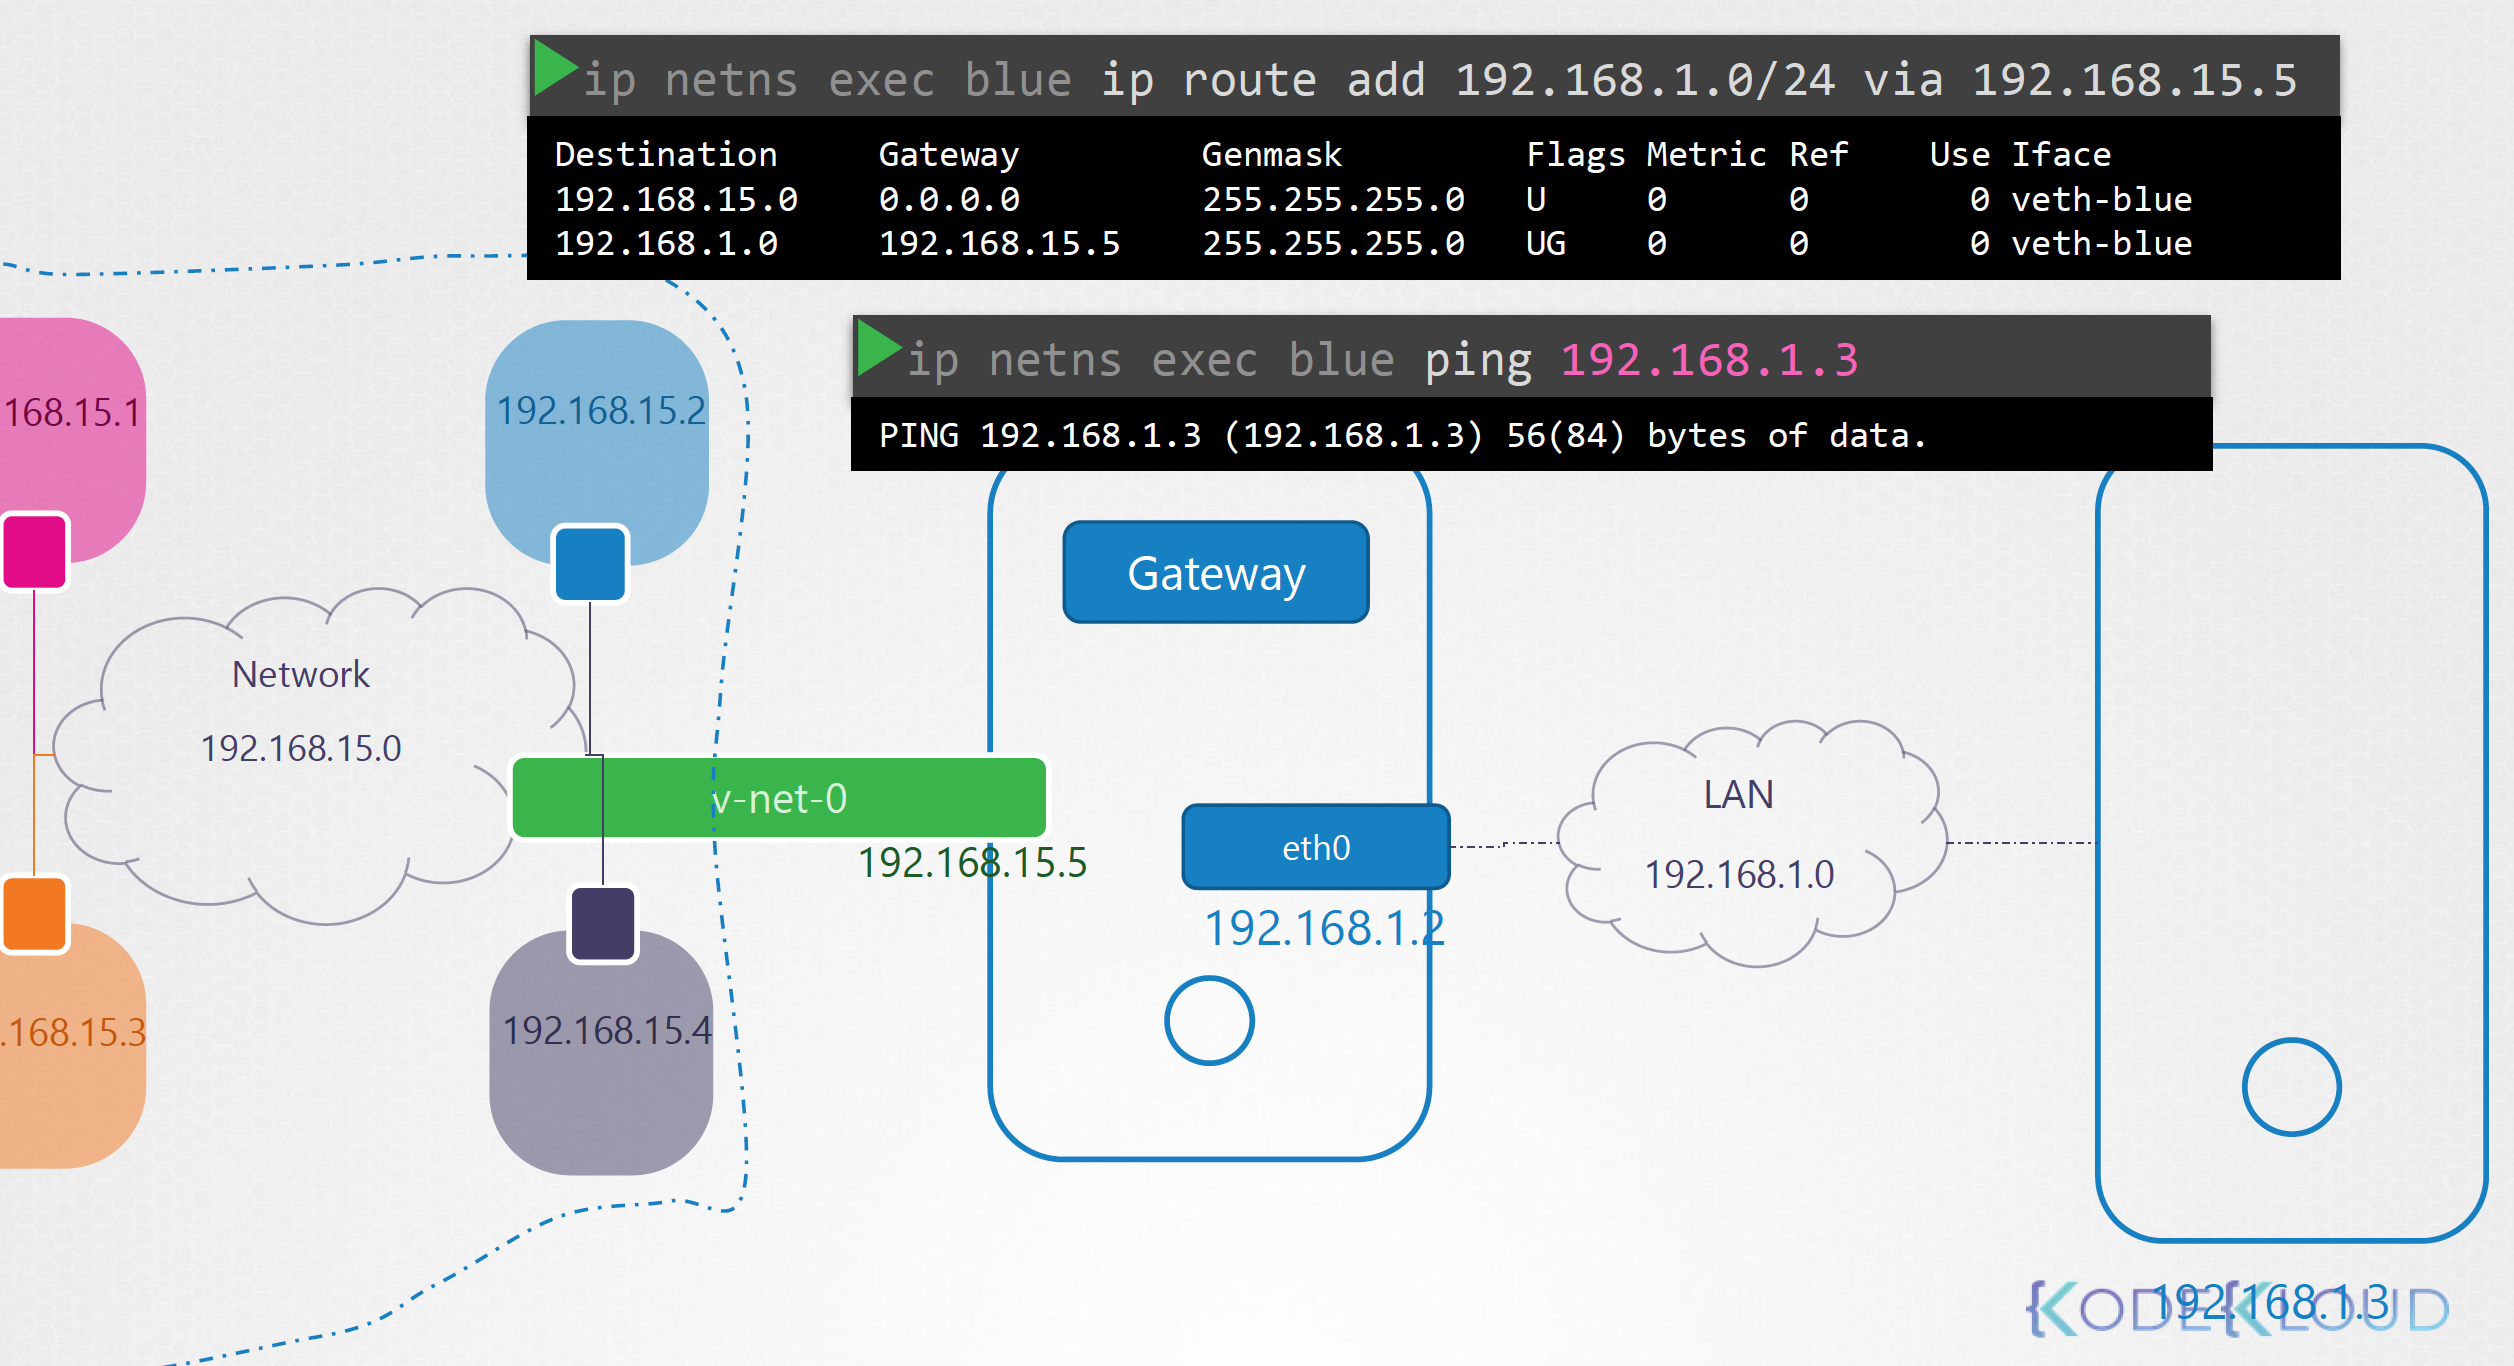 ip netns exec blue ip route add 192.168.1.0/24 via 192.168.15.5
Destination Gateway Genmask Flags Metric Ref Use Iface
192.168.15.0 0.0.0.0 255.255.255.0 U 0 0 0 veth-blue
192.168.1.0 192.168.15.5 255.255.255.0 UG 0 0 0 veth-blue
ip netns exec blue ping 192.168.1.3
PING 192.168.1.3 (192.168.1.3) 56(84) bytes of data.
168.15.1
192.168.15.2
Gateway
Network
192.168.15.0
v-net-0
192.168.15.5
eth0
192.168.1.2
LAN
192.168.1.0
.168.15.3
192.168.15.4
192.168.1.3
KODEKLOUD